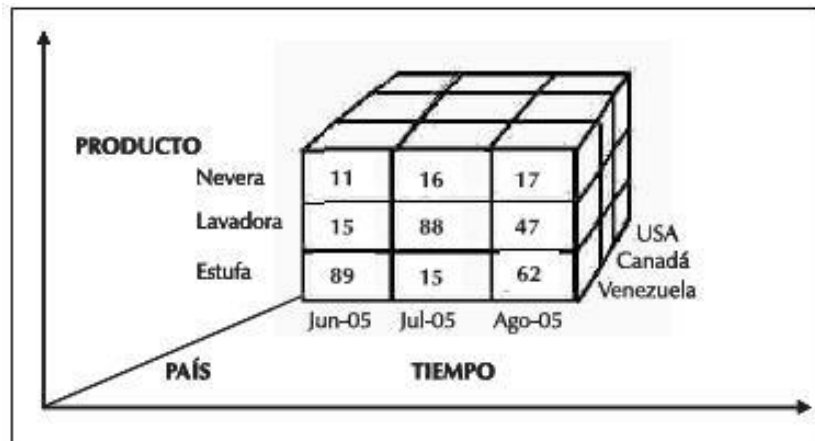 PRODUCTO
Nevera 11 16 17
Lavadora 15 88 47
Estufa 89 15 62
USA
Canadá
Venezuela
Jun-05 Jul-05 Ago-05
PAÍS TIEMPO